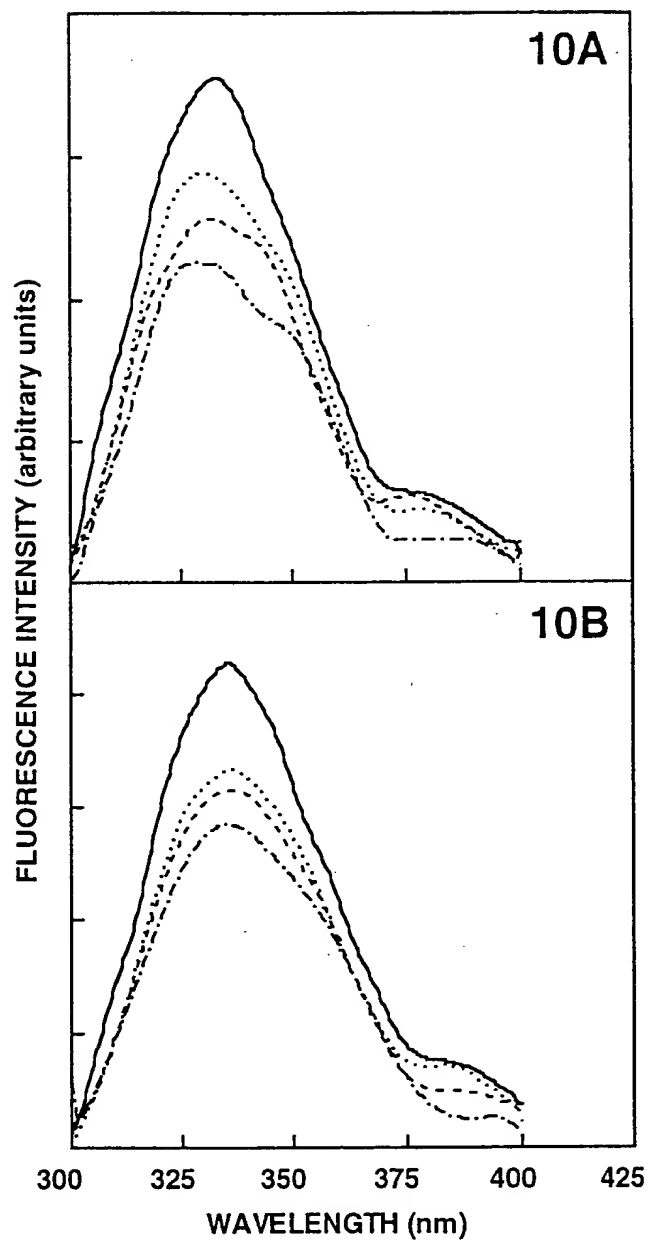 10A
10B
FLUORESCENCE INTENSITY (arbitrary units)
300 325 350 375 400 425
WAVELENGTH (nm)